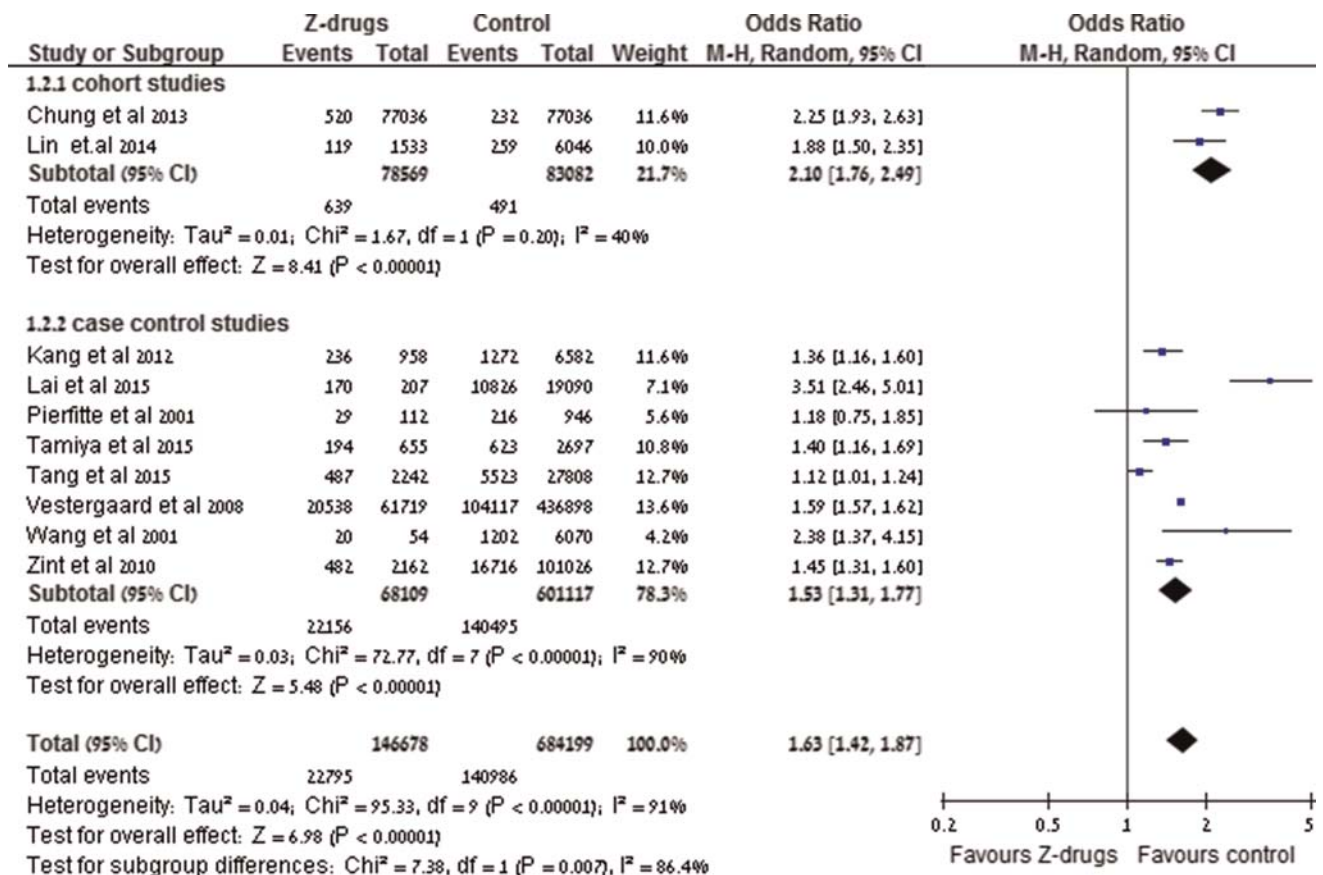 Z-drugs Control Odds Ratio Odds Ratio
Study or Subgroup Events Total Events Total Weight M-H, Random, 95% CI M-H, Random, 95% CI
1.2.1 cohort studies
Chung et al 2013 520 77036 232 77036 11.6% 2.25 [1.93, 2.63]
Lin et.al 2014 119 1533 259 6046 10.0% 1.88 [1.50, 2.35]
Subtotal (95% CI) 78569 83082 21.7% 2.10 [1.76, 2.49]
Total events 639 491
Heterogeneity: Tau² = 0.01; Chi² = 1.67, df = 1 (P = 0.20); I² = 40%
Test for overall effect: Z = 8.41 (P < 0.00001)
1.2.2 case control studies
Kang et al 2012 236 958 1272 6582 11.6% 1.36 [1.16, 1.60]
Lai et al 2015 170 207 10826 19090 7.1% 3.51 [2.46, 5.01]
Pierfitte et al 2001 29 112 216 946 5.6% 1.18 [0.75, 1.85]
Tamiya et al 2015 194 655 623 2697 10.8% 1.40 [1.16, 1.69]
Tang et al 2015 487 2242 5523 27808 12.7% 1.12 [1.01, 1.24]
Vestergaard et al 2008 20538 61719 104117 436898 13.6% 1.59 [1.57, 1.62]
Wang et al 2001 20 54 1202 6070 4.2% 2.38 [1.37, 4.15]
Zint et al 2010 482 2162 16716 101026 12.7% 1.45 [1.31, 1.60]
Subtotal (95% CI) 68109 601117 78.3% 1.53 [1.31, 1.77]
Total events 22156 140495
Heterogeneity: Tau² = 0.03; Chi² = 72.77, df = 7 (P < 0.00001); I² = 90%
Test for overall effect: Z = 5.48 (P < 0.00001)
Total (95% CI) 146678 684199 100.0% 1.63 [1.42, 1.87]
Total events 22795 140986
Heterogeneity: Tau² = 0.04; Chi² = 95.33, df = 9 (P < 0.00001); I² = 91%
Test for overall effect: Z = 6.98 (P < 0.00001)
Test for subgroup differences: Chi² = 7.38, df = 1 (P = 0.007), I² = 86.4%
0.2 0.5 1 2 5
Favours Z-drugs Favours control